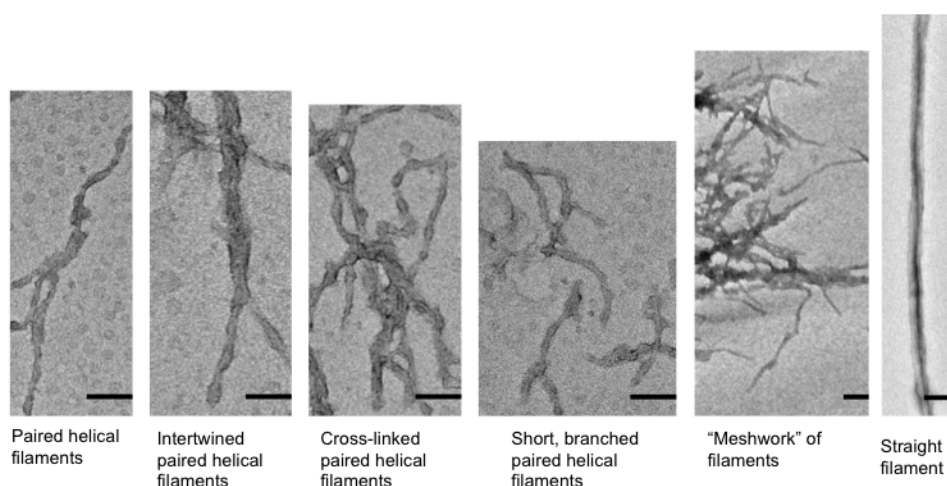 Paired helical
filaments
Intertwined
paired helical
filaments
Cross-linked
paired helical
filaments
Short, branched
paired helical
filaments
“Meshwork” of
filaments
Straight
filament